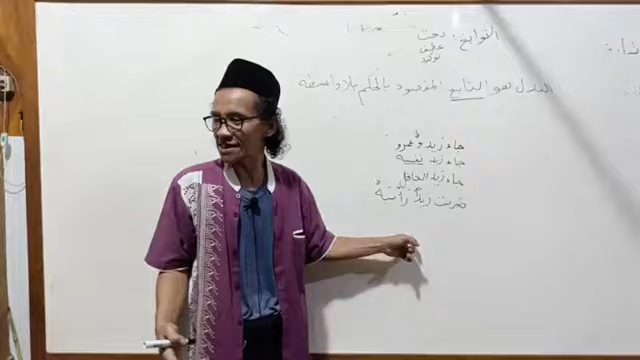 التوابع: نعت
عطف
توكيد
البدل هو التابع المقصود بالحكم بلا واسطة
جاء زيد وعمرو
جاء زيد نفسه
جاء زيد العاقل
ضربت زيدا رأسه